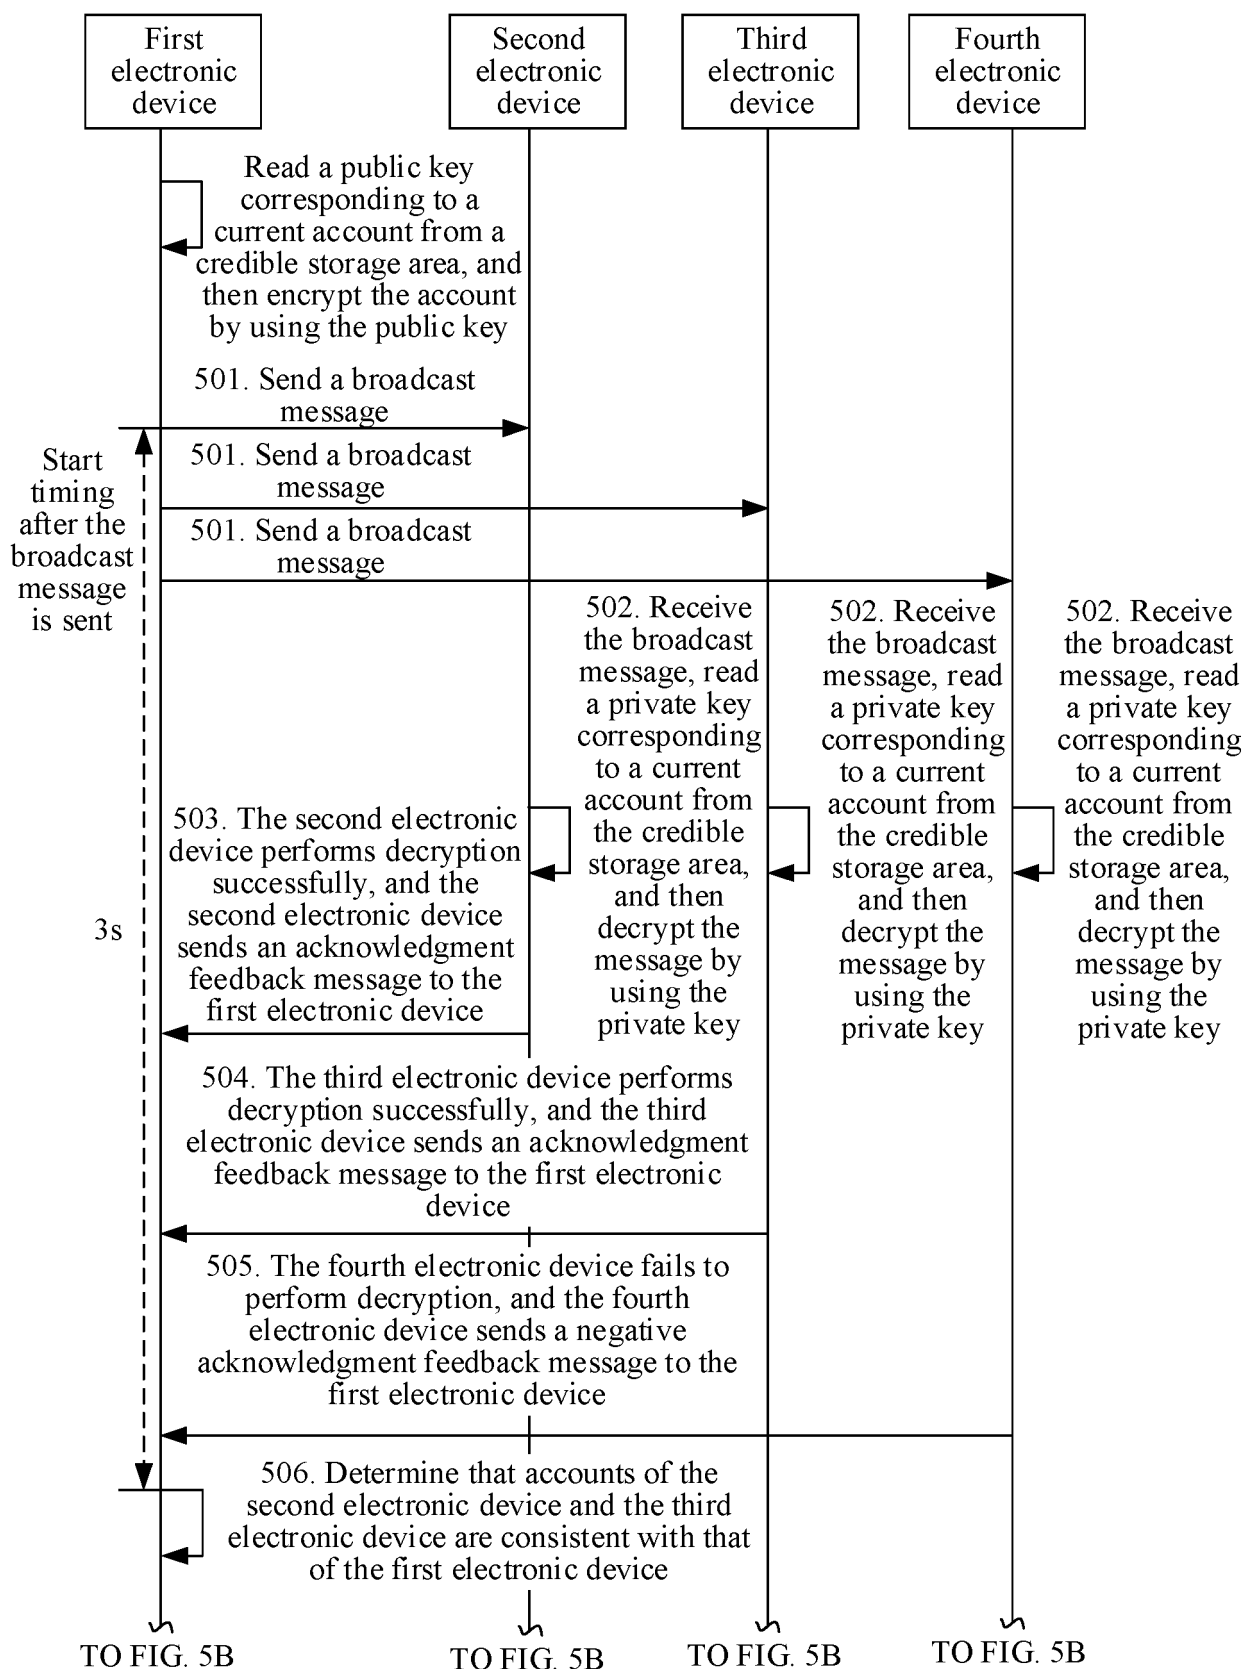 First
electronic
device
Second
electronic
device
Third
electronic
device
Fourth
electronic
device
Read a public key
corresponding to a
current account from a
credible storage area, and
then encrypt the account
by using the public key
501. Send a broadcast
message
Start
timing
after the
broadcast
message
is sent
501. Send a broadcast
message
501. Send a broadcast
message
502. Receive
the broadcast
message, read
a private key
corresponding
to a current
account from
the credible
storage area,
and then
decrypt the
message by
using the
private key
502. Receive
the broadcast
message, read
a private key
corresponding
to a current
account from
the credible
storage area,
and then
decrypt the
message by
using the
private key
502. Receive
the broadcast
message, read
a private key
corresponding
to a current
account from
the credible
storage area,
and then
decrypt the
message by
using the
private key
503. The second electronic
device performs decryption
successfully, and the
second electronic device
sends an acknowledgment
feedback message to the
first electronic device
3s
504. The third electronic device performs
decryption successfully, and the third
electronic device sends an acknowledgment
feedback message to the first electronic
device
505. The fourth electronic device fails to
perform decryption, and the fourth
electronic device sends a negative
acknowledgment feedback message to the
first electronic device
506. Determine that accounts of the
second electronic device and the third
electronic device are consistent with that
of the first electronic device
TO FIG. 5B
TO FIG. 5B
TO FIG. 5B
TO FIG. 5B